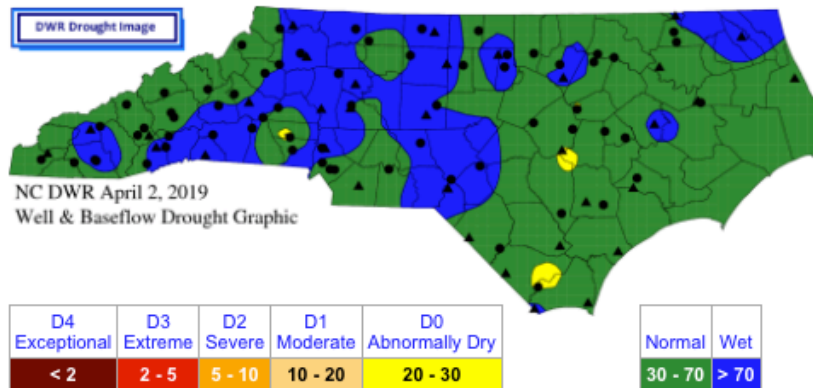 DWR Drought Image
NC DWR April 2, 2019
Well & Baseflow Drought Graphic
D4 D3 D2 D1 D0
Exceptional Extreme Severe Moderate Abnormally Dry Normal Wet
< 2 2 - 5 5 - 10 10 - 20 20 - 30 30 - 70 > 70